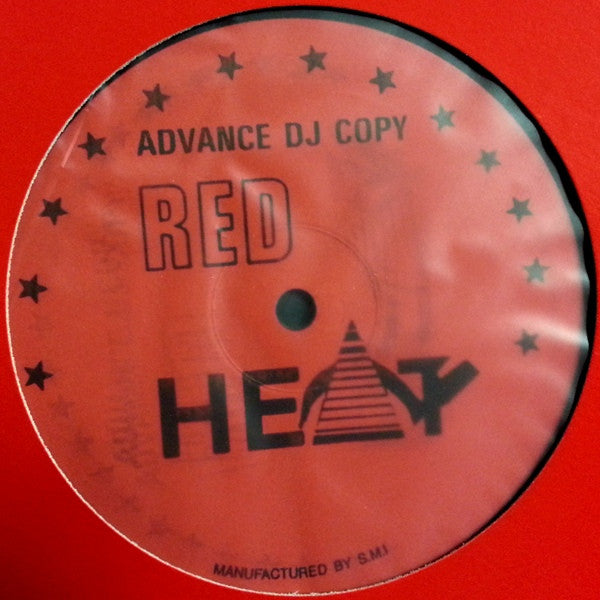 ADVANCE DJ COPY
RED
HEAT
MANUFACTURED BY S.M.I